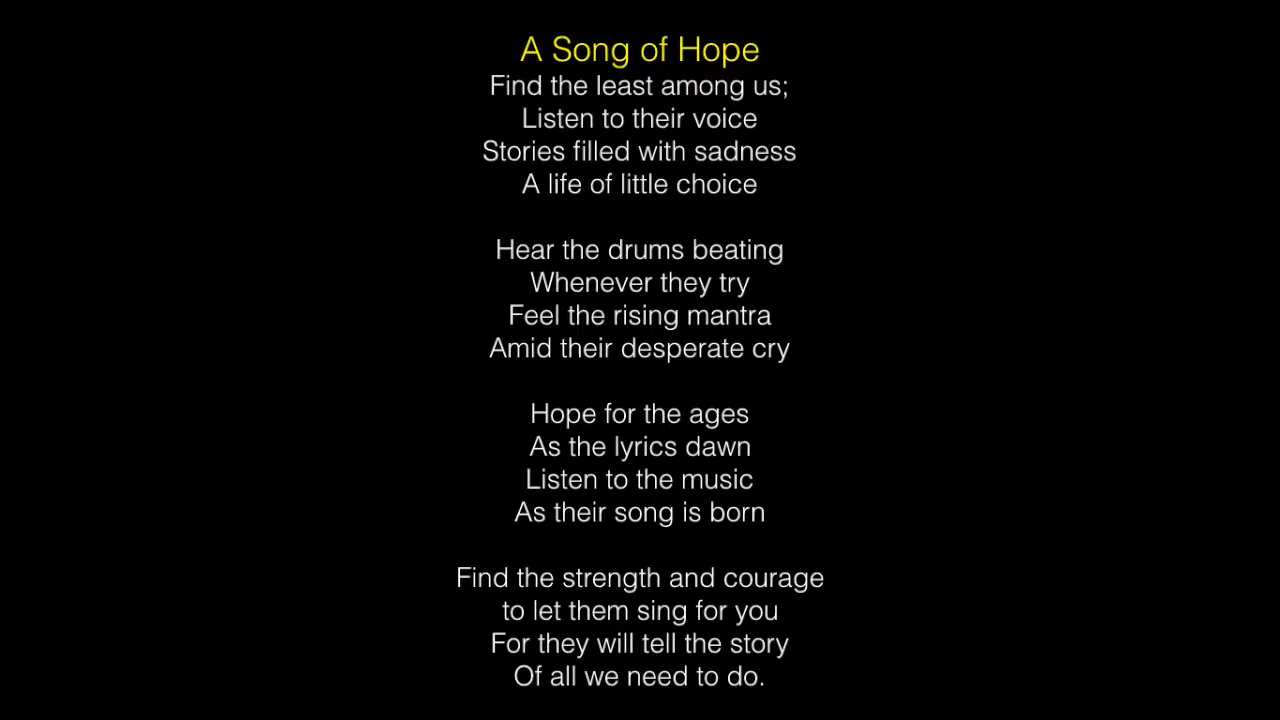 A Song of Hope
Find the least among us;
Listen to their voice
Stories filled with sadness
A life of little choice
Hear the drums beating
Whenever they try
Feel the rising mantra
Amid their desperate cry
Hope for the ages
As the lyrics dawn
Listen to the music
As their song is born
Find the strength and courage
to let them sing for you
For they will tell the story
Of all we need to do.